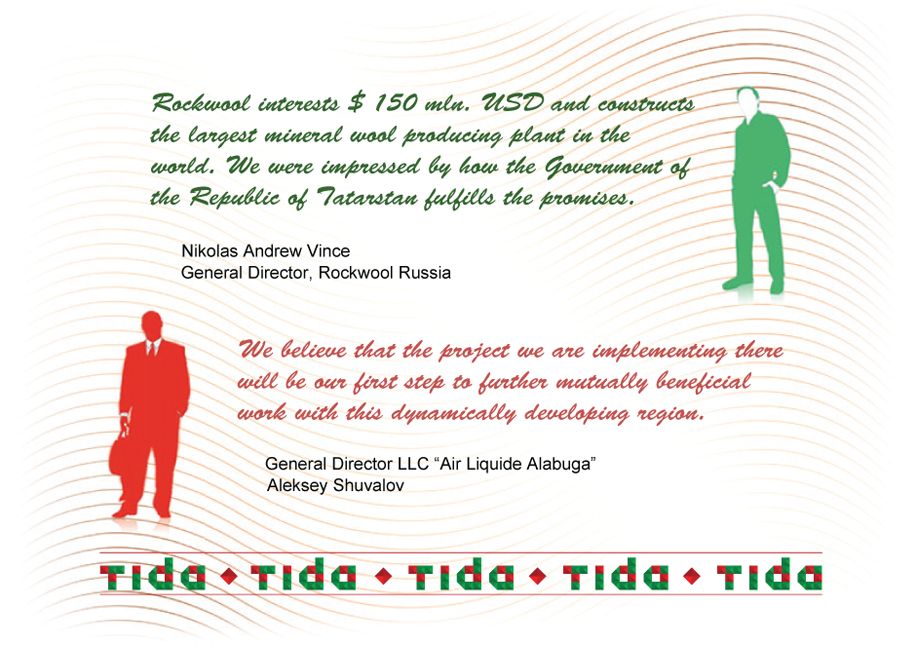 Rockwool interests $ 150 mln. USD and constructs
the largest mineral wool producing plant in the
world. We were impressed by how the Government of
the Republic of Tatarstan fulfills the promises.
Nikolas Andrew Vince
General Director, Rockwool Russia
We believe that the project we are implementing there
will be our first step to further mutually beneficial
work with this dynamically developing region.
General Director LLC “Air Liquide Alabuga”
Aleksey Shuvalov
TIDA TIDA TIDA TIDA TIDA